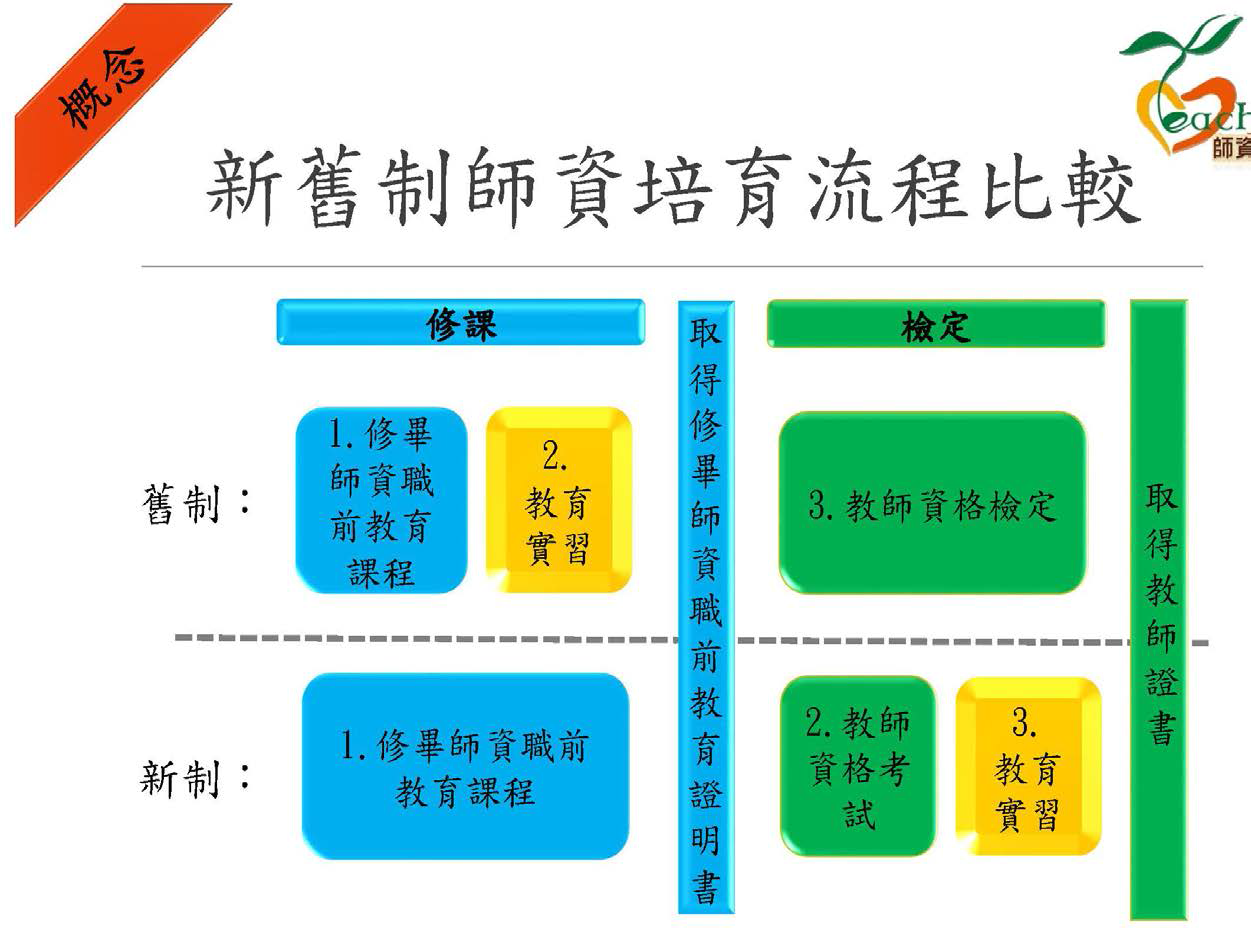 概念
each
師資
新舊制師資培育流程比較
修課
取得修畢師資職前教育證明書
檢定
取得教師證書
舊制：
1.修畢
師資職
前教育
課程
2.
教育
實習
3.教師資格檢定
新制：
1.修畢師資職前
教育課程
2.教師
資格考
試
3.
教育
實習